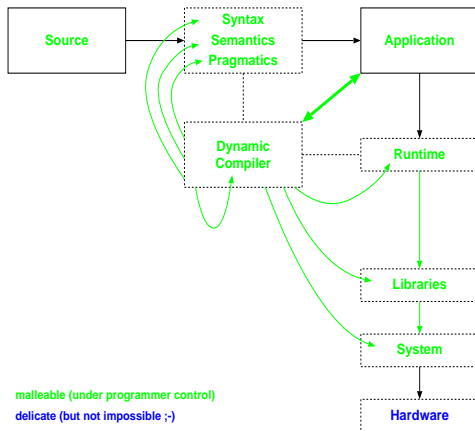 Source
Syntax
Semantics
Pragmatics
Application
Dynamic
Compiler
Runtime
Libraries
System
malleable (under programmer control)
delicate (but not impossible ;-)
Hardware